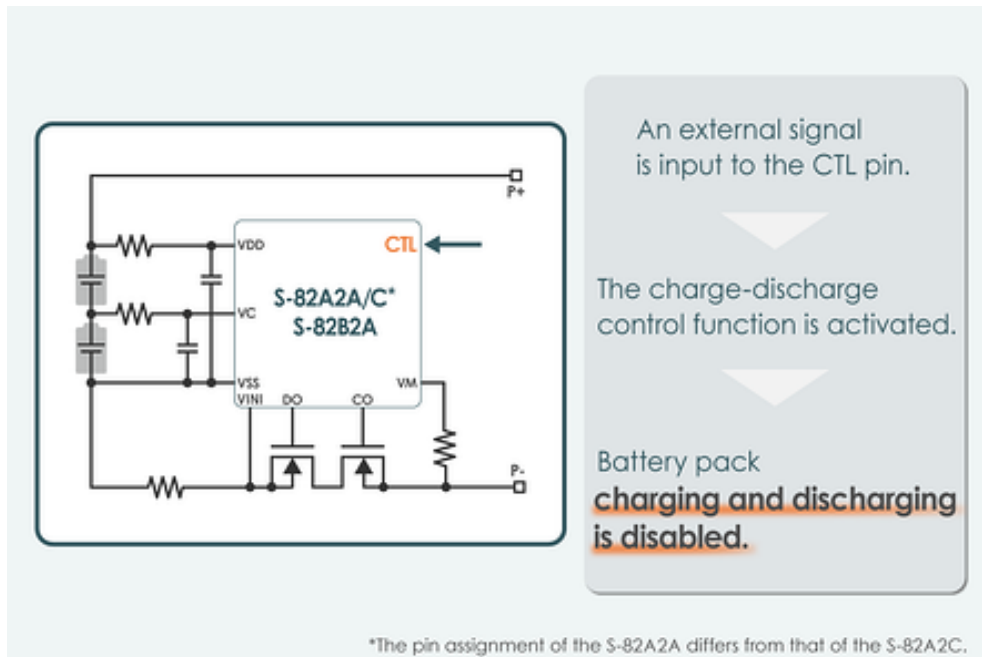 P+
VDD
CTL
S-82A2A/C*
S-82B2A
VC
VSS
VM
VINI
DO
CO
P-
An external signal
is input to the CTL pin.
The charge-discharge
control function is activated.
Battery pack
charging and discharging
is disabled.
*The pin assignment of the S-82A2A differs from that of the S-82A2C.